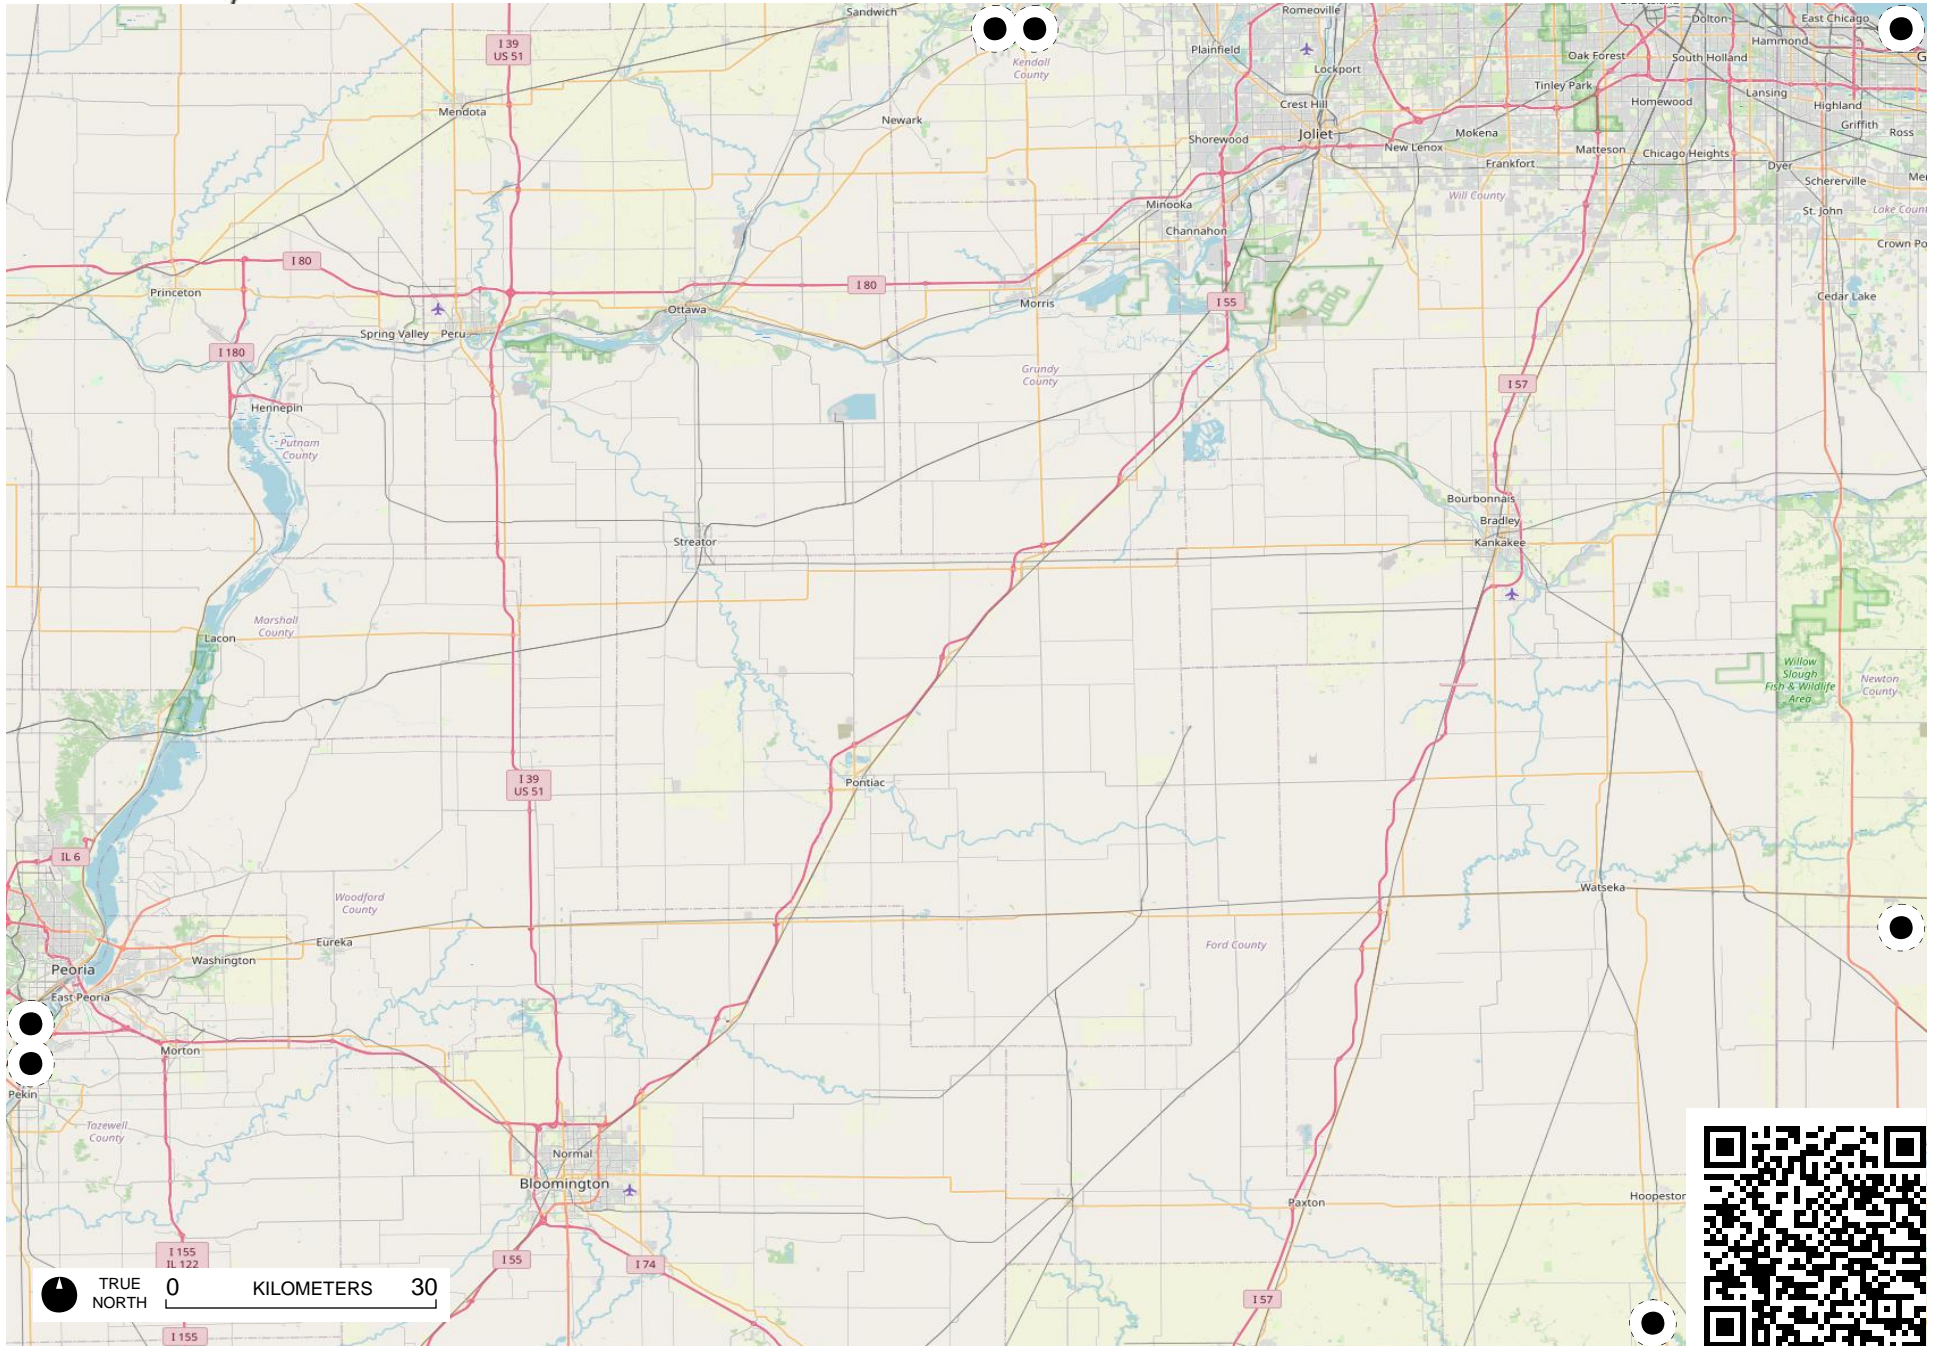 Sandwich
Romeoville
Dolton
East Chicago
I 39
US 51
Plainfield
Hammond
Kendall
County
Oak Forest
South Holland
Lockport
Tinley Park
Lansing
Mendota
Crest Hill
Homewood
Highland
Newark
Joliet
Mokena
Griffith
Ross
Shorewood
New Lenox
Matteson
Chicago Heights
Frankfort
Dyer
Schererville
Will County
Minooka
St. John
Lake Coun
Channahon
Crown Po
I 80
I 80
Princeton
Cedar Lake
Ottawa
Morris
I 55
Spring Valley
Peru
I 180
Grundy
County
I 57
Hennepin
Putnam
County
Bourbonnais
Bradley
Streator
Kankakee
Marshall
County
Lacon
Willow
Slough
Fish & Wildlife
Area
Newton
County
I 39
US 51
Pontiac
IL 6
Woodford
County
Watseka
Eureka
Ford County
Washington
Peoria
East Peoria
Morton
Pekin
Tazewell
County
Normal
Bloomington
Hoopeston
Paxton
I 155
IL 122
I 55
I 74
TRUE
NORTH
0 KILOMETERS 30
I 57
I 155